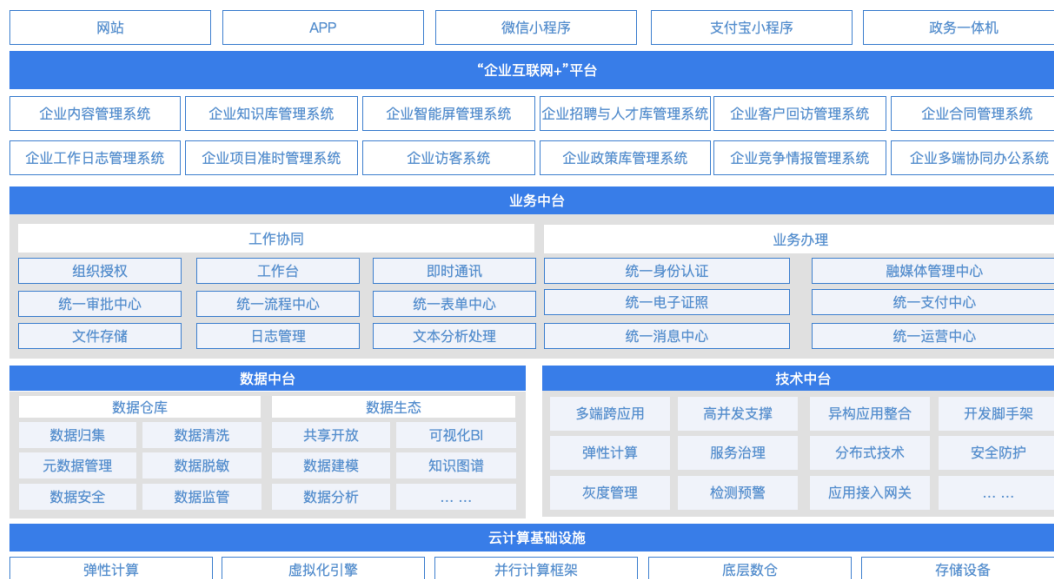 网站 APP 微信小程序 支付宝小程序 政务一体机
“企业互联网+”平台
企业内容管理系统 企业知识库管理系统 企业智能屏管理系统 企业招聘与人才库管理系统 企业客户回访管理系统 企业合同管理系统
企业工作日志管理系统 企业项目准时管理系统 企业访客系统 企业政策库管理系统 企业竞争情报管理系统 企业多端协同办公系统
业务中台
工作协同 业务办理
组织授权 工作台 即时通讯 统一身份认证 融媒体管理中心
统一审批中心 统一流程中心 统一表单中心 统一电子证照 统一支付中心
文件存储 日志管理 文本分析处理 统一消息中心 统一运营中心
数据中台 技术中台
数据仓库 数据生态
多端跨应用 高并发支撑 异构应用整合 开发脚手架
数据归集 数据清洗 共享开放 可视化BI
弹性计算 服务治理 分布式技术 安全防护
元数据管理 数据脱敏 数据建模 知识图谱
灰度管理 检测预警 应用接入网关 … …
数据安全 数据监管 数据分析 … …
云计算基础设施
弹性计算 虚拟化引擎 并行计算框架 底层数仓 存储设备